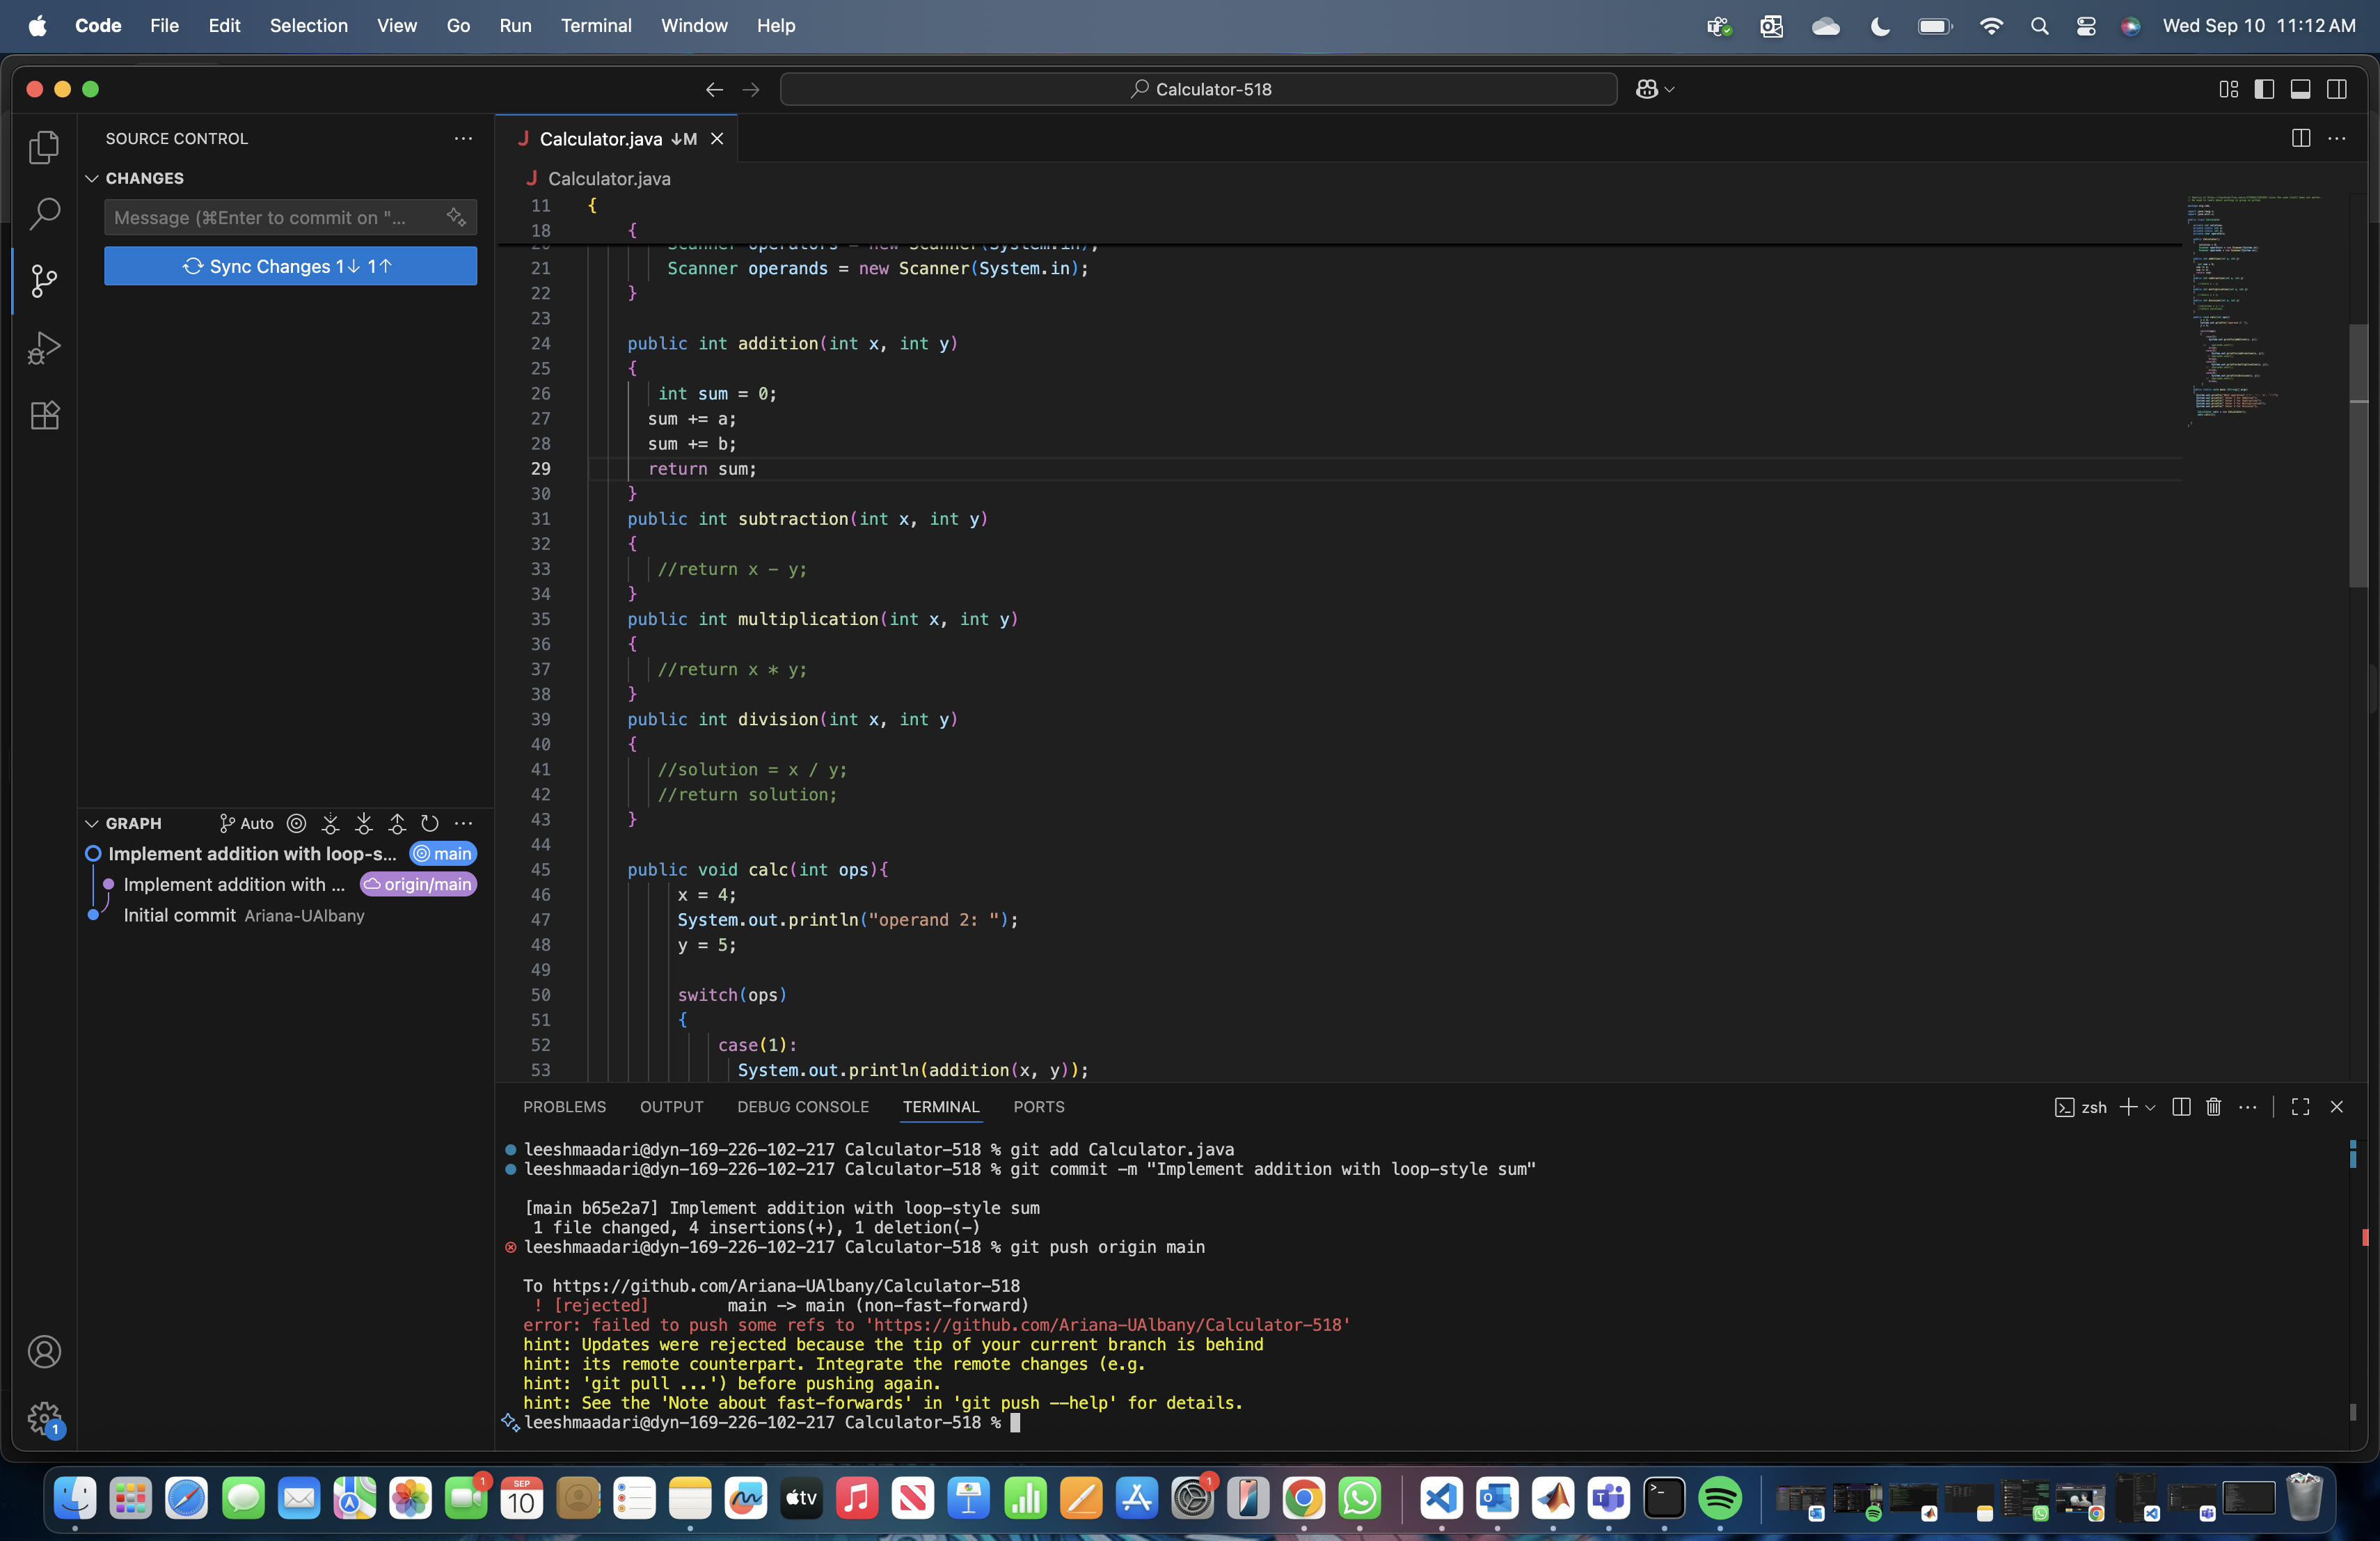 Code File Edit Selection View Go Run Terminal Window Help
Wed Sep 10 11:12 AM
Calculator-518
SOURCE CONTROL
CHANGES
Message (⌘Enter to commit on "...
Sync Changes 1↓ 1↑
GRAPH
Auto
Implement addition with loop-s... main
Implement addition with ... origin/main
Initial commit Ariana-UAlbany
1
J Calculator.java ↓M
J Calculator.java
11 {
18 {
20 Scanner operators = new Scanner(System.in);
21 Scanner operands = new Scanner(System.in);
22 }
23
24 public int addition(int x, int y)
25 {
26 int sum = 0;
27 sum += a;
28 sum += b;
29 return sum;
30 }
31 public int subtraction(int x, int y)
32 {
33 //return x - y;
34 }
35 public int multiplication(int x, int y)
36 {
37 //return x * y;
38 }
39 public int division(int x, int y)
40 {
41 //solution = x / y;
42 //return solution;
43 }
44
45 public void calc(int ops){
46 x = 4;
47 System.out.println("operand 2: ");
48 y = 5;
49
50 switch(ops)
51 {
52 case(1):
53 System.out.println(addition(x, y));
PROBLEMS OUTPUT DEBUG CONSOLE TERMINAL PORTS
zsh
leeshmaadari@dyn-169-226-102-217 Calculator-518 % git add Calculator.java
leeshmaadari@dyn-169-226-102-217 Calculator-518 % git commit -m "Implement addition with loop-style sum"
[main b65e2a7] Implement addition with loop-style sum
1 file changed, 4 insertions(+), 1 deletion(-)
leeshmaadari@dyn-169-226-102-217 Calculator-518 % git push origin main
To https://github.com/Ariana-UAlbany/Calculator-518
! [rejected] main -> main (non-fast-forward)
error: failed to push some refs to 'https://github.com/Ariana-UAlbany/Calculator-518'
hint: Updates were rejected because the tip of your current branch is behind
hint: its remote counterpart. Integrate the remote changes (e.g.
hint: 'git pull ...') before pushing again.
hint: See the 'Note about fast-forwards' in 'git push --help' for details.
leeshmaadari@dyn-169-226-102-217 Calculator-518 %
1
SEP
10
tv
1